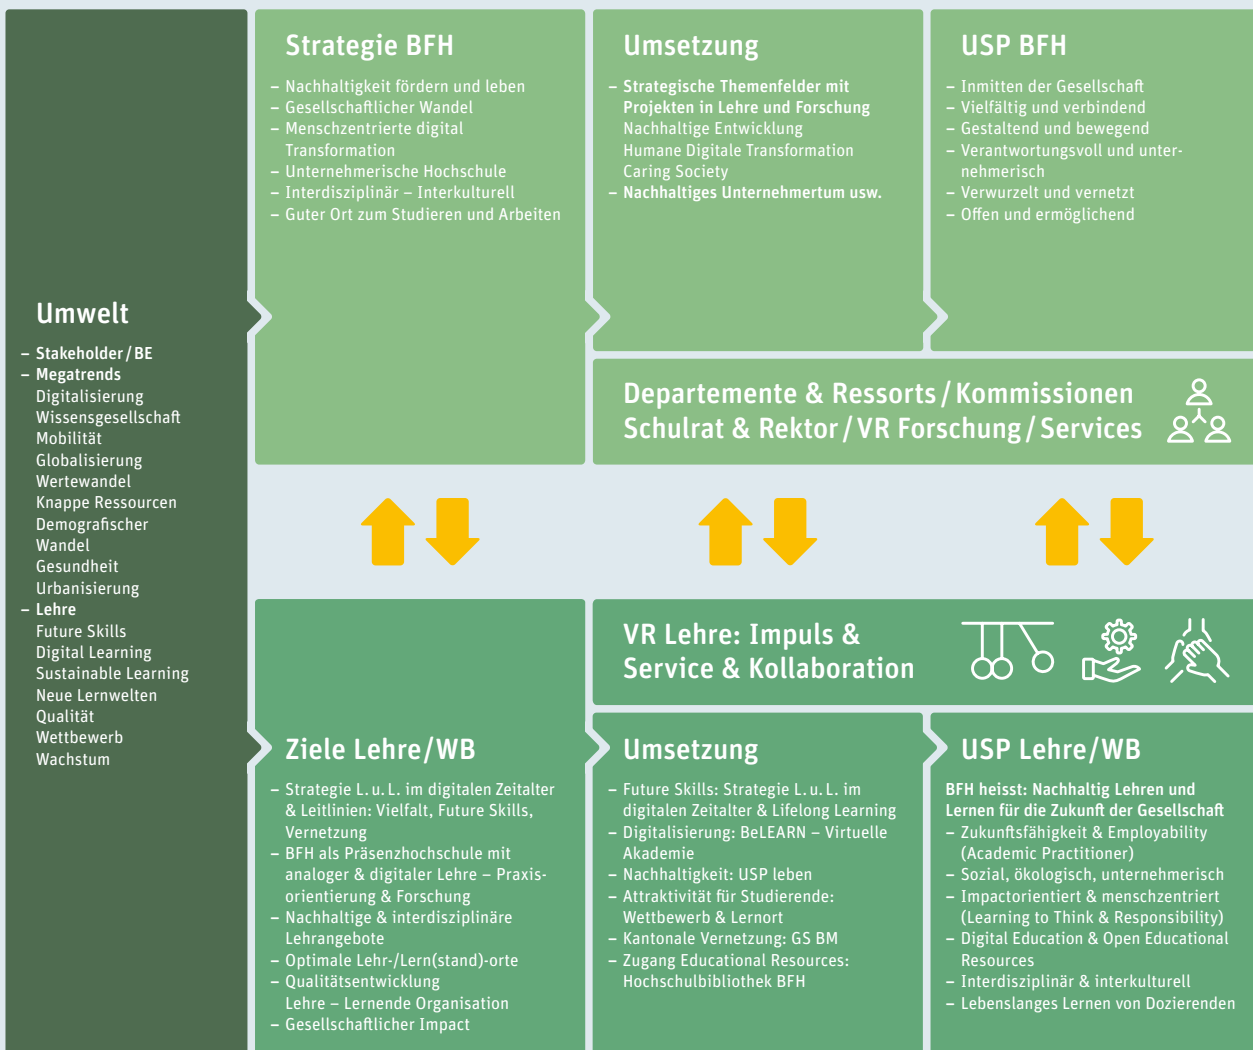 Umwelt
– Stakeholder / BE
– Megatrends
Digitalisierung
Wissensgesellschaft
Mobilität
Globalisierung
Wertewandel
Knappe Ressourcen
Demografischer
Wandel
Gesundheit
Urbanisierung
– Lehre
Future Skills
Digital Learning
Sustainable Learning
Neue Lernwelten
Qualität
Wettbewerb
Wachstum
Strategie BFH
– Nachhaltigkeit fördern und leben
– Gesellschaftlicher Wandel
– Menschzentrierte digital
Transformation
– Unternehmerische Hochschule
– Interdisziplinär – Interkulturell
– Guter Ort zum Studieren und Arbeiten
Umsetzung
– Strategische Themenfelder mit
Projekten in Lehre und Forschung
Nachhaltige Entwicklung
Humane Digitale Transformation
Caring Society
– Nachhaltiges Unternehmertum usw.
USP BFH
– Inmitten der Gesellschaft
– Vielfältig und verbindend
– Gestaltend und bewegend
– Verantwortungsvoll und unter-
nehmerisch
– Verwurzelt und vernetzt
– Offen und ermöglichend
Departemente & Ressorts / Kommissionen
Schulrat & Rektor / VR Forschung / Services
VR Lehre: Impuls &
Service & Kollaboration
Ziele Lehre/WB
– Strategie L. u. L. im digitalen Zeitalter
& Leitlinien: Vielfalt, Future Skills,
Vernetzung
– BFH als Präsenzhochschule mit
analoger & digitaler Lehre – Praxis-
orientierung & Forschung
– Nachhaltige & interdisziplinäre
Lehrangebote
– Optimale Lehr-/Lern(stand)-orte
– Qualitätsentwicklung
Lehre – Lernende Organisation
– Gesellschaftlicher Impact
Umsetzung
– Future Skills: Strategie L. u. L. im
digitalen Zeitalter & Lifelong Learning
– Digitalisierung: BeLEARN – Virtuelle
Akademie
– Nachhaltigkeit: USP leben
– Attraktivität für Studierende:
Wettbewerb & Lernort
– Kantonale Vernetzung: GS BM
– Zugang Educational Resources:
Hochschulbibliothek BFH
USP Lehre/WB
BFH heisst: Nachhaltig Lehren und
Lernen für die Zukunft der Gesellschaft
– Zukunftsfähigkeit & Employability
(Academic Practitioner)
– Sozial, ökologisch, unternehmerisch
– Impactorientiert & menschzentriert
(Learning to Think & Responsibility)
– Digital Education & Open Educational
Resources
– Interdisziplinär & interkulturell
– Lebenslanges Lernen von Dozierenden